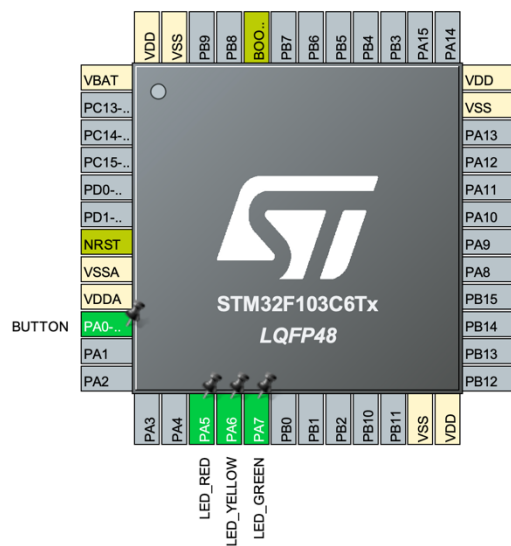 VDD
VSS
PB9
PB8
BOO..
PB7
PB6
PB5
PB4
PB3
PA15
PA14
VBAT
PC13-..
PC14-..
PC15-..
PD0-..
PD1-..
NRST
VSSA
VDDA
BUTTON PA0-..
PA1
PA2
ST
STM32F103C6Tx
LQFP48
VDD
VSS
PA13
PA12
PA11
PA10
PA9
PA8
PB15
PB14
PB13
PB12
PA3
PA4
PA5
PA6
PA7
PB0
PB1
PB2
PB10
PB11
VSS
VDD
LED_RED
LED_YELLOW
LED_GREEN